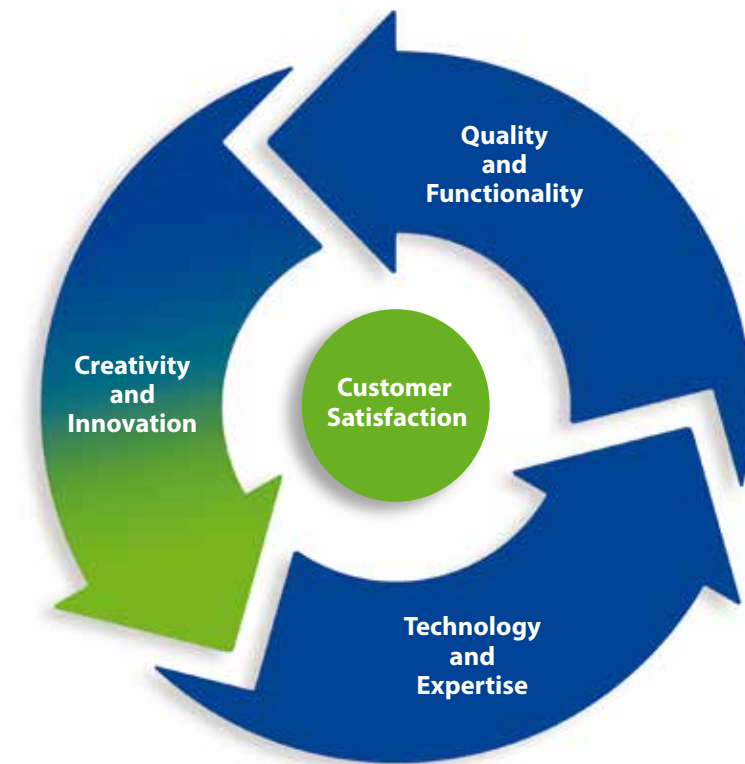 Quality
and
Functionality
Creativity
and
Innovation
Customer
Satisfaction
Technology
and
Expertise